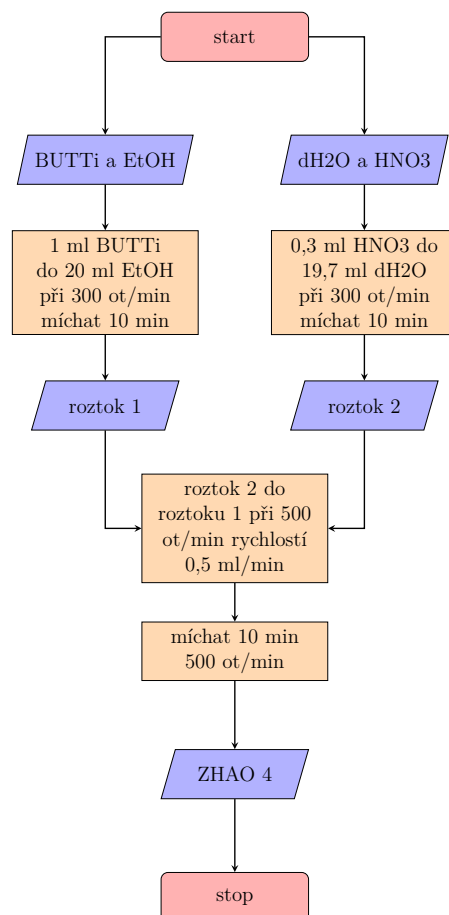 start
BUTTi a EtOH
dH2O a HNO3
1 ml BUTTi
do 20 ml EtOH
při 300 ot/min
míchat 10 min
0,3 ml HNO3 do
19,7 ml dH2O
při 300 ot/min
míchat 10 min
roztok 1
roztok 2
roztok 2 do
roztoku 1 při 500
ot/min rychlostí
0,5 ml/min
míchat 10 min
500 ot/min
ZHAO 4
stop